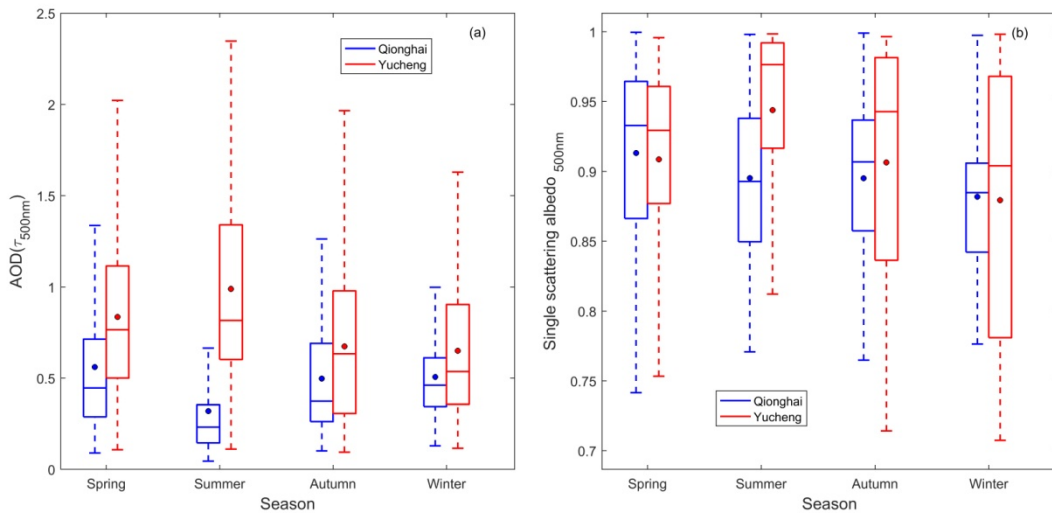 (a)
Qionghai
Yucheng
AOD(τ500nm)
2.5
2
1.5
1
0.5
0
Spring Summer Autumn Winter
Season
(b)
Single scattering albedo 500nm
1
0.95
0.9
0.85
0.8
0.75
0.7
Qionghai
Yucheng
Spring Summer Autumn Winter
Season